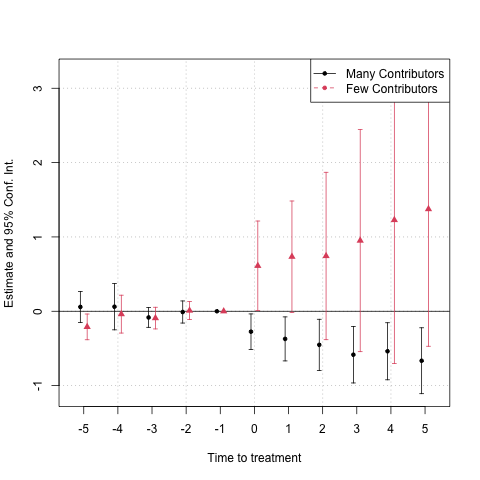 Many Contributors
Few Contributors
3
2
1
0
-1
Estimate and 95% Conf. Int.
-5 -4 -3 -2 -1 0 1 2 3 4 5
Time to treatment